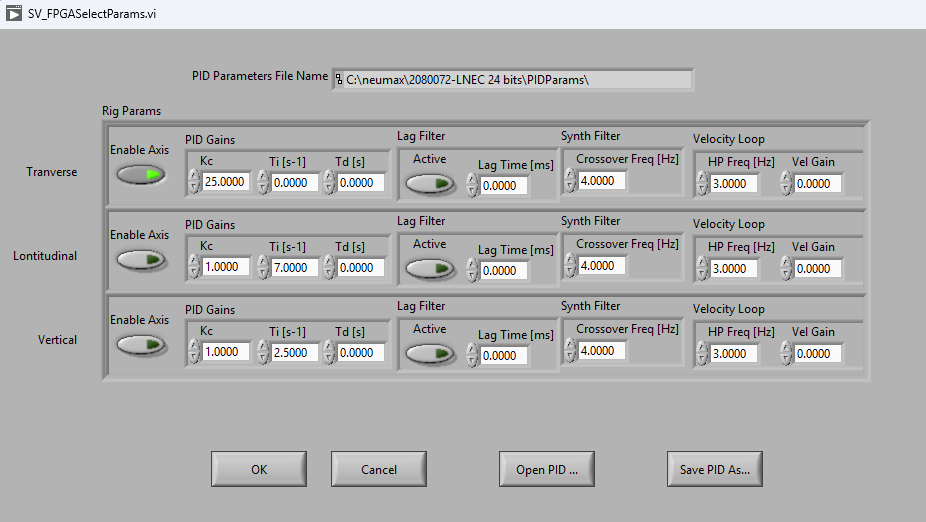 SV_FPGASelectParams.vi
PID Parameters File Name C:\neumax\2080072-LNEC 24 bits\PIDParams\
Rig Params
Tranverse
Enable Axis
PID Gains
Kc Ti [s-1] Td [s]
25.0000 0.0000 0.0000
Lag Filter
Active Lag Time [ms]
0.0000
Synth Filter
Crossover Freq [Hz]
4.0000
Velocity Loop
HP Freq [Hz] Vel Gain
3.0000 0.0000
Lontitudinal
Enable Axis
PID Gains
Kc Ti [s-1] Td [s]
1.0000 7.0000 0.0000
Lag Filter
Active Lag Time [ms]
0.0000
Synth Filter
Crossover Freq [Hz]
4.0000
Velocity Loop
HP Freq [Hz] Vel Gain
3.0000 0.0000
Vertical
Enable Axis
PID Gains
Kc Ti [s-1] Td [s]
1.0000 2.5000 0.0000
Lag Filter
Active Lag Time [ms]
0.0000
Synth Filter
Crossover Freq [Hz]
4.0000
Velocity Loop
HP Freq [Hz] Vel Gain
3.0000 0.0000
OK Cancel Open PID ... Save PID As...